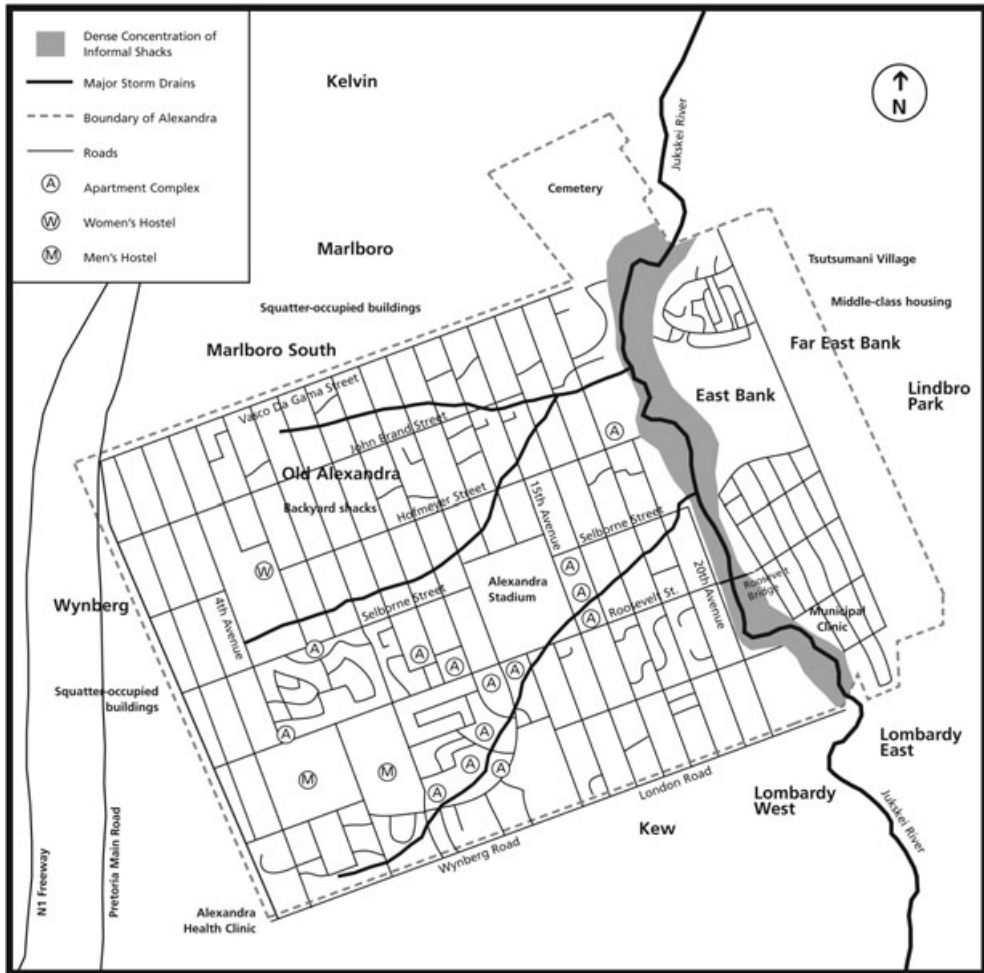 Dense Concentration of
Informal Shacks
Major Storm Drains
Boundary of Alexandra
Roads
A
Apartment Complex
W
Women's Hostel
M
Men's Hostel
Kelvin
N
Jukskei River
Cemetery
Marlboro
Tsutsumani Village
Squatter-occupied buildings
Middle-class housing
Marlboro South
Far East Bank
Vasco Da Gama Street
East Bank
Lindbro
Park
John Brand Street
A
Old Alexandra
Backyard shacks
Hofmeyer Street
15th Avenue
Selborne Street
W
A
Alexandra
Stadium
20th Avenue
Roosevelt
Bridge
Wynberg
4th Avenue
Selborne Street
A
Roosevelt St.
A
Municipal
Clinic
A
A
A
A
A
Squatter-occupied
buildings
A
A
Lombardy
East
M
M
A
A
A
London Road
Lombardy
West
Kew
Wynberg Road
Jukskei River
N1 Freeway
Pretoria Main Road
Alexandra
Health Clinic